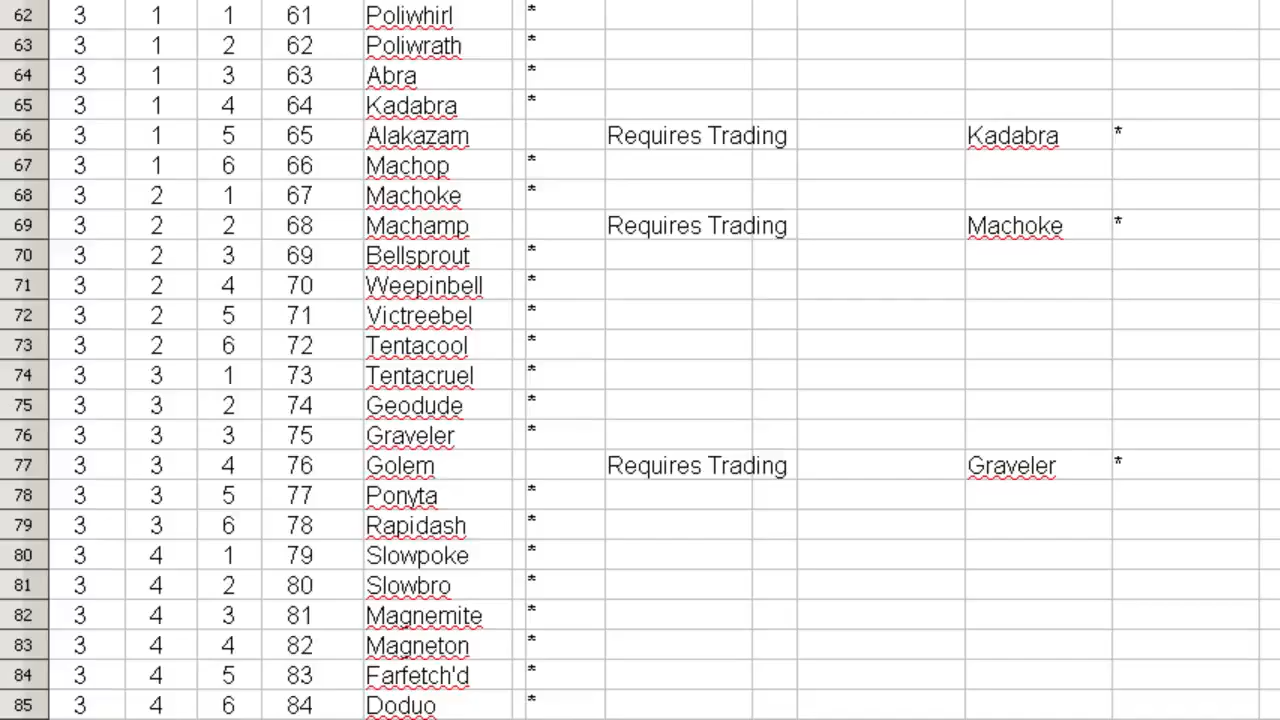 62 3 1 1 61 Poliwhirl *
63 3 1 2 62 Poliwrath *
64 3 1 3 63 Abra *
65 3 1 4 64 Kadabra *
66 3 1 5 65 Alakazam Requires Trading Kadabra *
67 3 1 6 66 Machop *
68 3 2 1 67 Machoke *
69 3 2 2 68 Machamp Requires Trading Machoke *
70 3 2 3 69 Bellsprout *
71 3 2 4 70 Weepinbell *
72 3 2 5 71 Victreebel *
73 3 2 6 72 Tentacool *
74 3 3 1 73 Tentacruel *
75 3 3 2 74 Geodude *
76 3 3 3 75 Graveler *
77 3 3 4 76 Golem Requires Trading Graveler *
78 3 3 5 77 Ponyta *
79 3 3 6 78 Rapidash *
80 3 4 1 79 Slowpoke *
81 3 4 2 80 Slowbro *
82 3 4 3 81 Magnemite *
83 3 4 4 82 Magneton *
84 3 4 5 83 Farfetch'd *
85 3 4 6 84 Doduo *